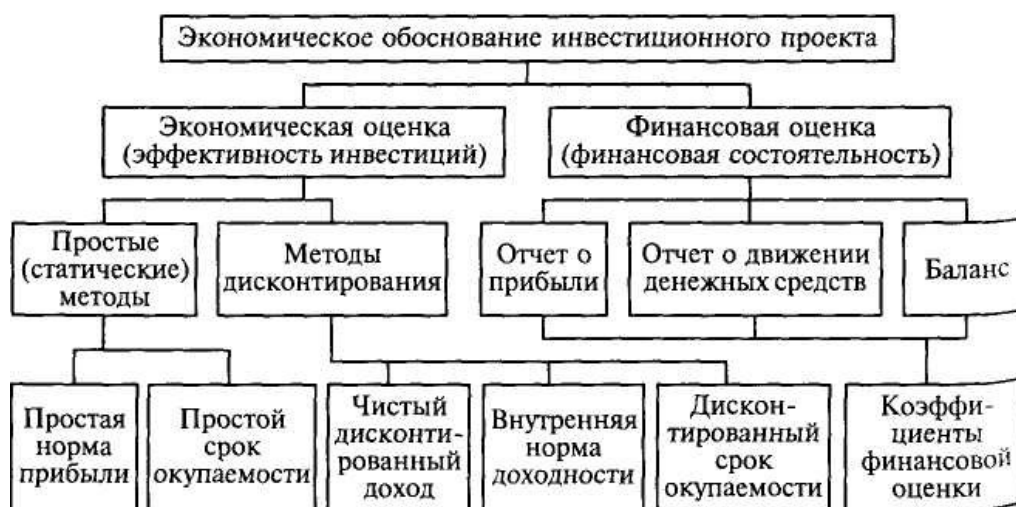 Экономическое обоснование инвестиционного проекта
Экономическая оценка
(эффективность инвестиций)
Финансовая оценка
(финансовая состоятельность)
Простые
(статические)
методы
Методы
дисконтирования
Отчет о
прибыли
Отчет о движении
денежных средств
Баланс
Простая
норма
прибыли
Простой
срок
окупаемости
Чистый
дисконти-
рованный
доход
Внутренняя
норма
доходности
Дискон-
тированный
срок
окупаемости
Коэффи-
циенты
финансовой
оценки